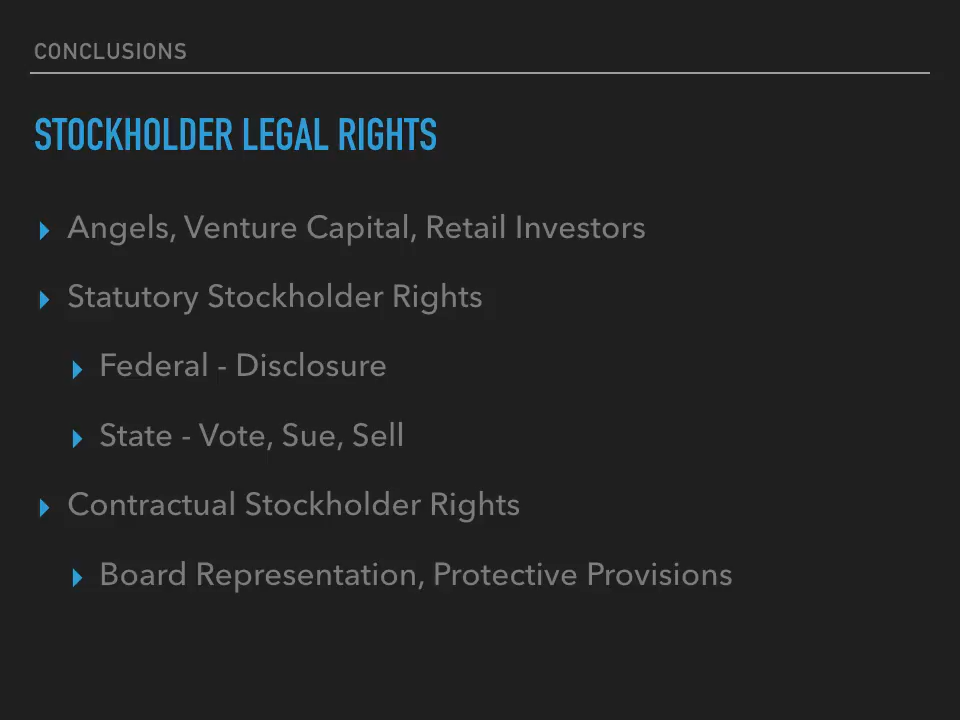 CONCLUSIONS
STOCKHOLDER LEGAL RIGHTS
Angels, Venture Capital, Retail Investors
Statutory Stockholder Rights
Federal - Disclosure
State - Vote, Sue, Sell
Contractual Stockholder Rights
Board Representation, Protective Provisions